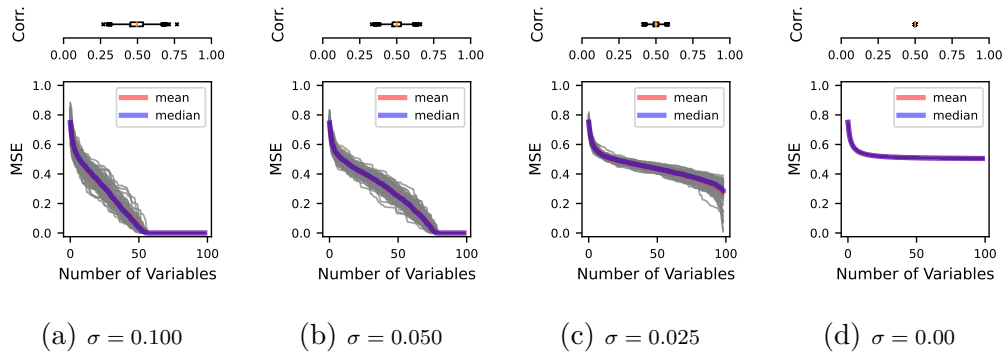 Corr.
0.00 0.25 0.50 0.75 1.00
1.0
0.8
0.6
0.4
0.2
0.0
MSE
mean
median
0 50 100
Number of Variables
(a) σ = 0.100
Corr.
0.00 0.25 0.50 0.75 1.00
1.0
0.8
0.6
0.4
0.2
0.0
MSE
mean
median
0 50 100
Number of Variables
(b) σ = 0.050
Corr.
0.00 0.25 0.50 0.75 1.00
1.0
0.8
0.6
0.4
0.2
0.0
MSE
mean
median
0 50 100
Number of Variables
(c) σ = 0.025
Corr.
0.00 0.25 0.50 0.75 1.00
1.0
0.8
0.6
0.4
0.2
0.0
MSE
mean
median
0 50 100
Number of Variables
(d) σ = 0.00